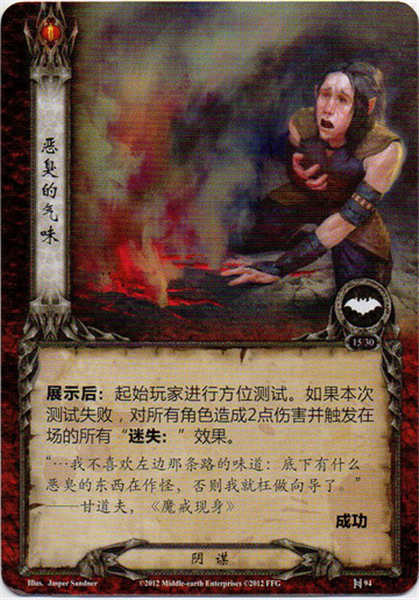 恶臭的气味
15/30
展示后：起始玩家进行方位测试。如果本次
测试失败，对所有角色造成2点伤害并触发在
场的所有“迷失：”效果。
“…我不喜欢左边那条路的味道：底下有什么
恶臭的东西在作怪，否则我就枉做向导了。”
——甘道夫，《魔戒现身》
成功
阴谋
Illus. Jasper Sandner
©2012 Middle-earth Enterprises ©2012 FFG
94